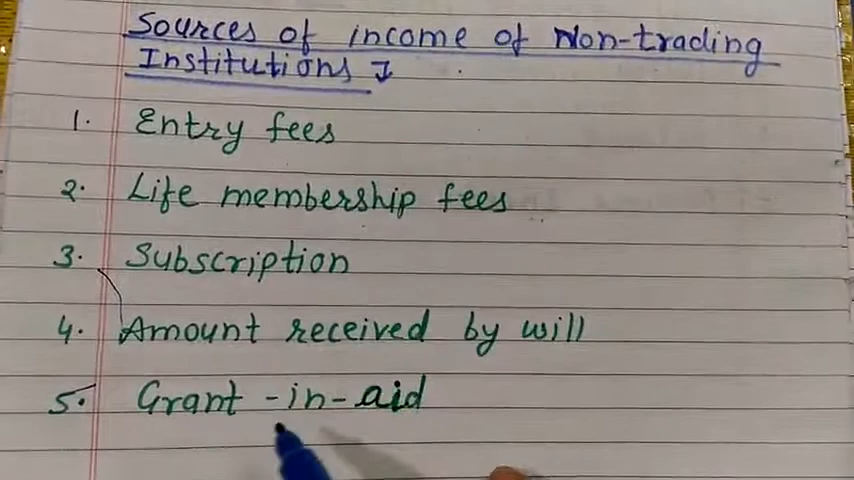 Sources of income of Non-trading
Institutions :
1. Entry fees
2. Life membership fees
3. Subscription
4. Amount received by will
5. Grant-in-aid